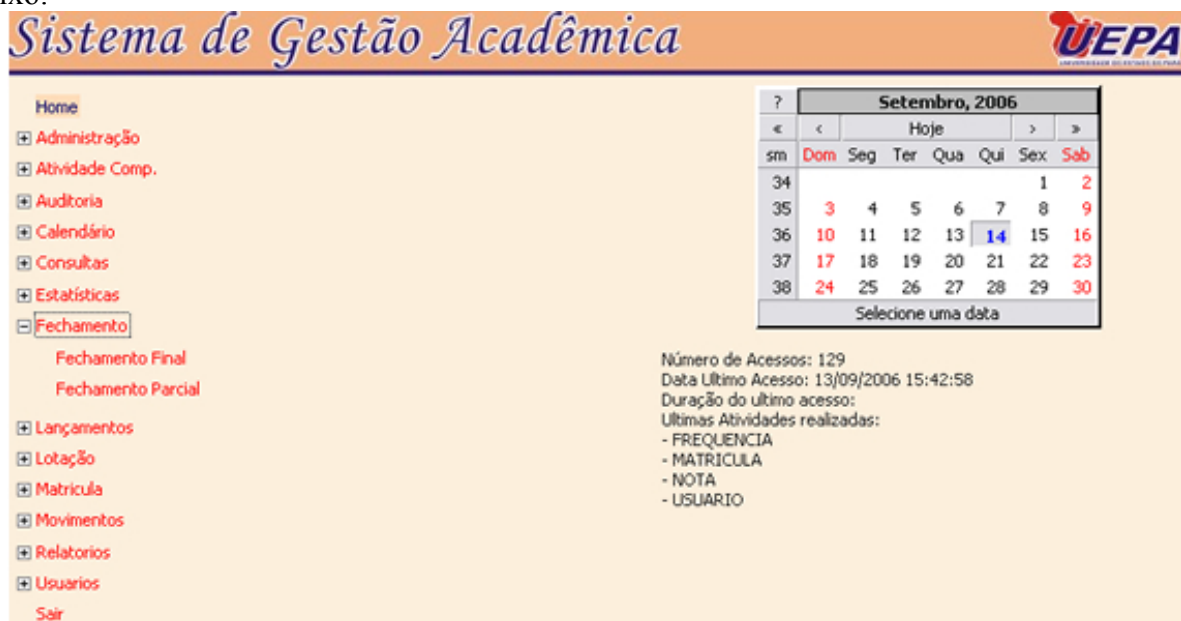 Sistema de Gestão Acadêmica
UEPA
Home
Administração
Atividade Comp.
Auditoria
Calendário
Consultas
Estatísticas
Fechamento
Fechamento Final
Fechamento Parcial
Lançamentos
Lotação
Matricula
Movimentos
Relatorios
Usuarios
Sair
? Setembro, 2006
« ‹ Hoje › »
sm Dom Seg Ter Qua Qui Sex Sab
34 1 2
35 3 4 5 6 7 8 9
36 10 11 12 13 14 15 16
37 17 18 19 20 21 22 23
38 24 25 26 27 28 29 30
Selecione uma data
Número de Acessos: 129
Data Ultimo Acesso: 13/09/2006 15:42:58
Duração do ultimo acesso:
Ultimas Atividades realizadas:
- FREQUENCIA
- MATRICULA
- NOTA
- USUARIO